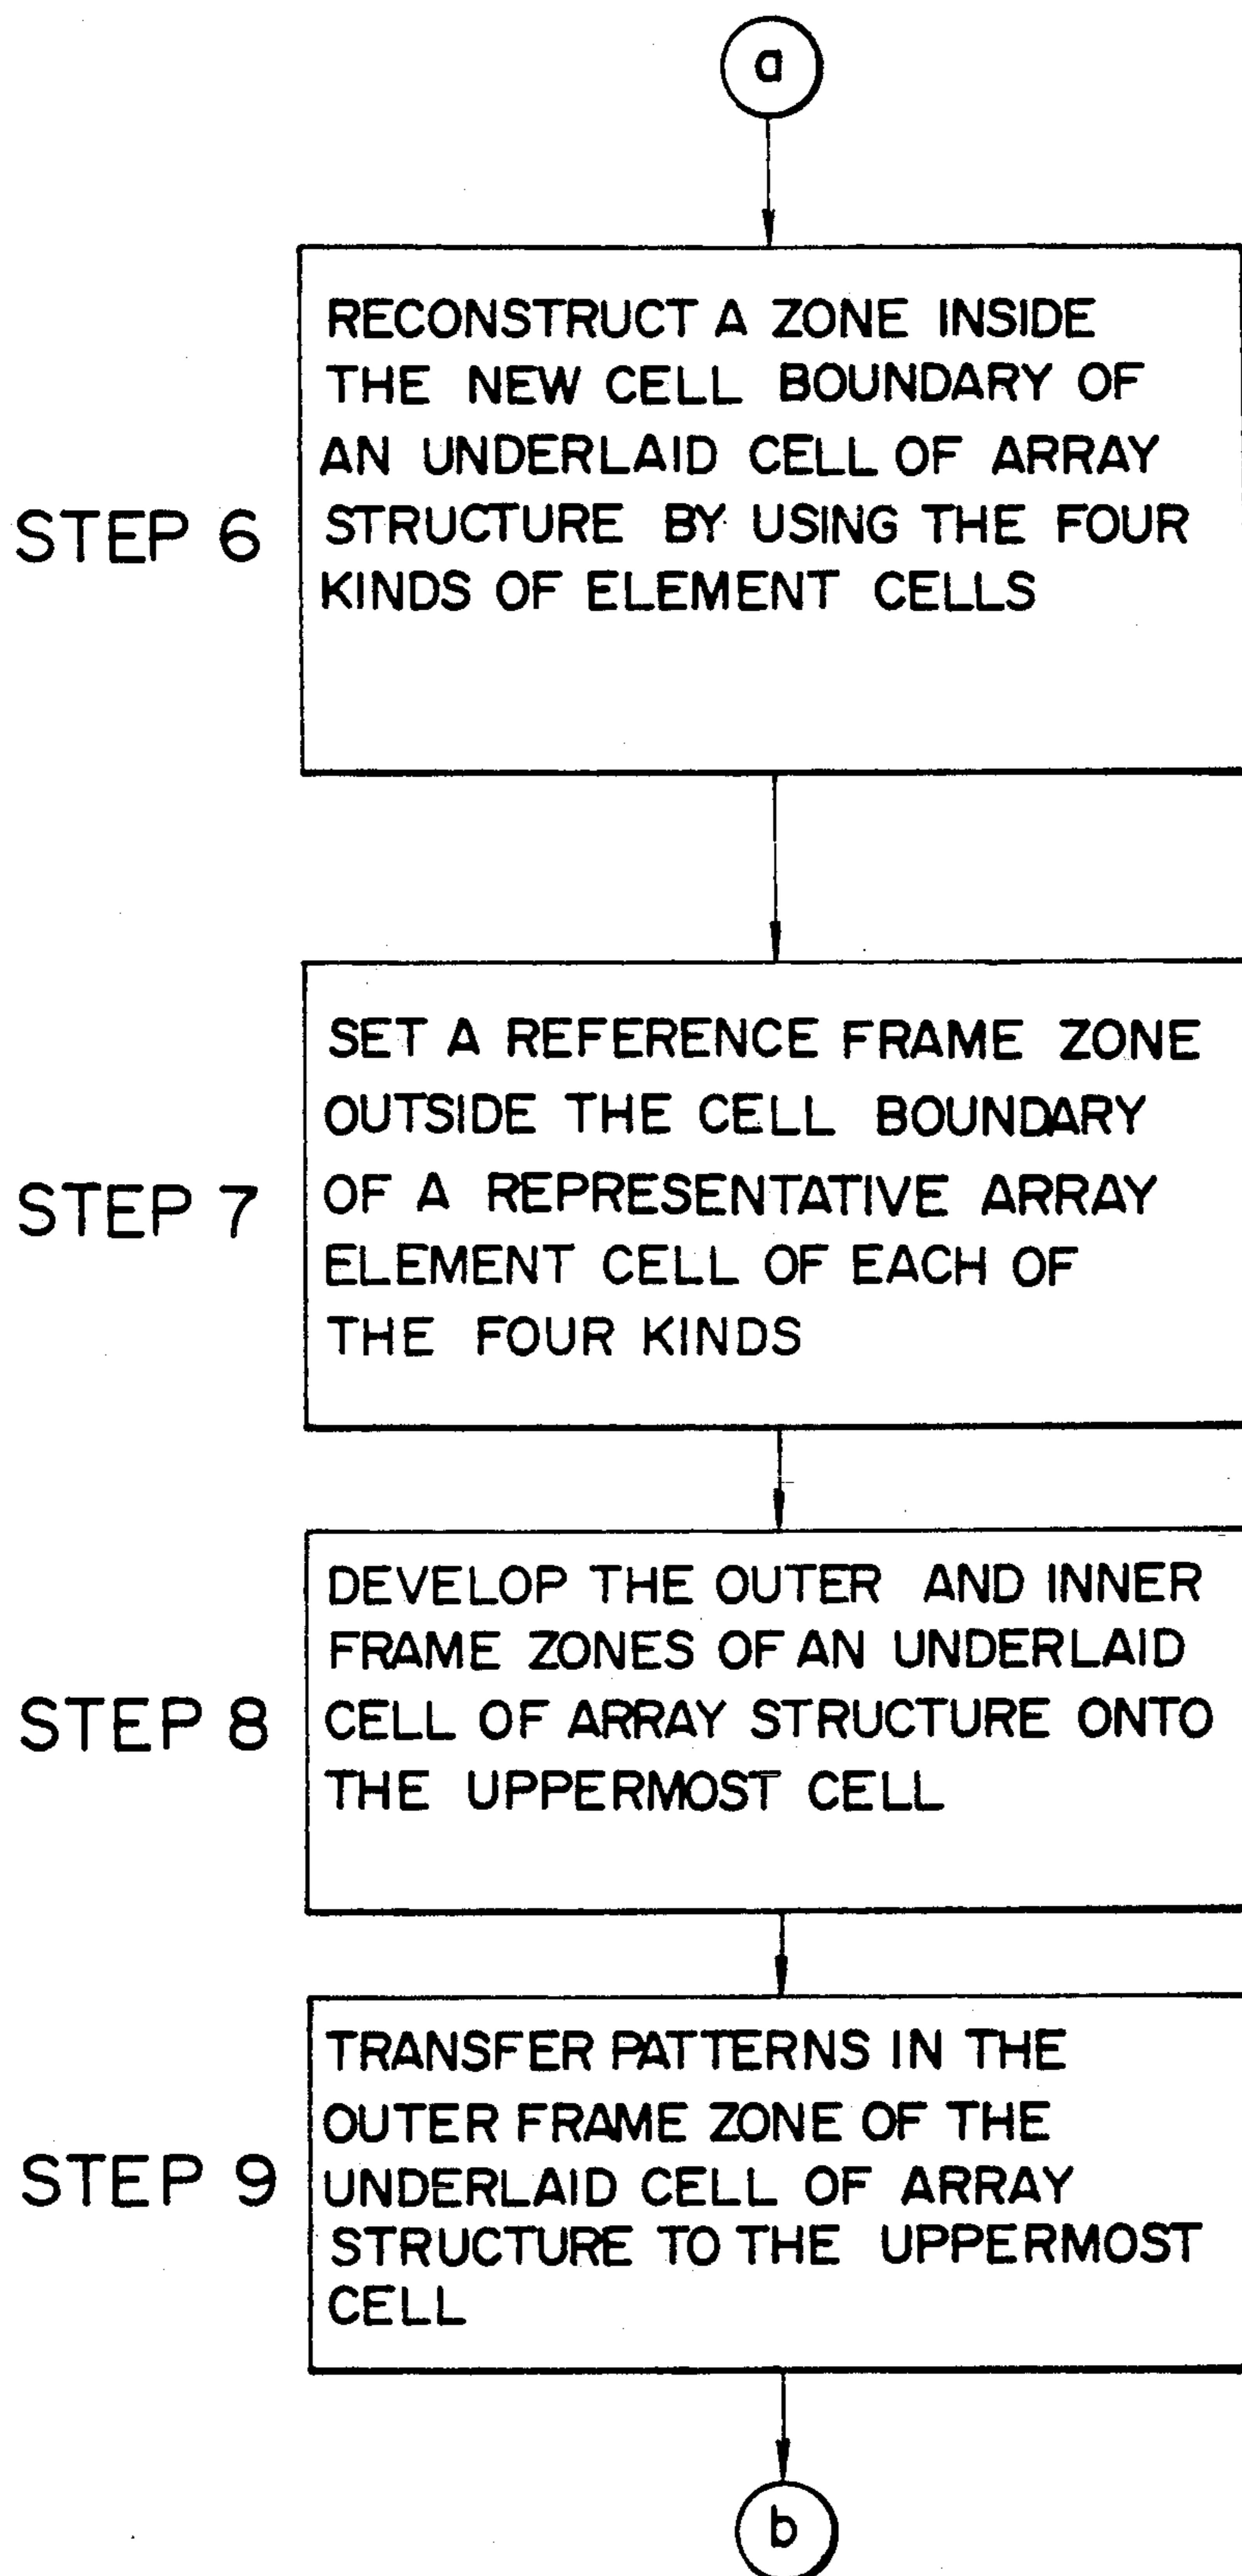 a
STEP 6
RECONSTRUCT A ZONE INSIDE
THE NEW CELL BOUNDARY OF
AN UNDERLAID CELL OF ARRAY
STRUCTURE BY USING THE FOUR
KINDS OF ELEMENT CELLS
STEP 7
SET A REFERENCE FRAME ZONE
OUTSIDE THE CELL BOUNDARY
OF A REPRESENTATIVE ARRAY
ELEMENT CELL OF EACH OF
THE FOUR KINDS
STEP 8
DEVELOP THE OUTER AND INNER
FRAME ZONES OF AN UNDERLAID
CELL OF ARRAY STRUCTURE ONTO
THE UPPERMOST CELL
STEP 9
TRANSFER PATTERNS IN THE
OUTER FRAME ZONE OF THE
UNDERLAID CELL OF ARRAY
STRUCTURE TO THE UPPERMOST
CELL
b